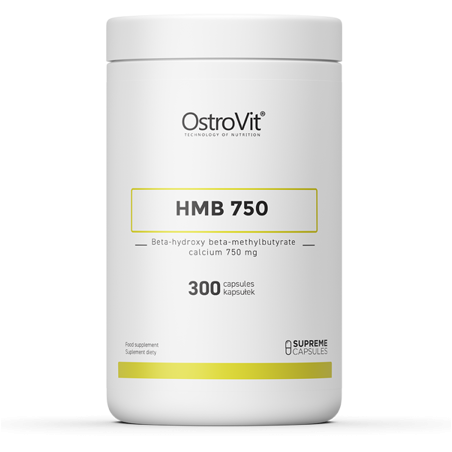 OstroVit®
TECHNOLOGY OF NUTRITION
HMB 750
Beta-hydroxy beta-methylbutyrate
calcium 750 mg
300 capsules
kapsułek
Food supplement
Suplement diety
SUPREME
CAPSULES